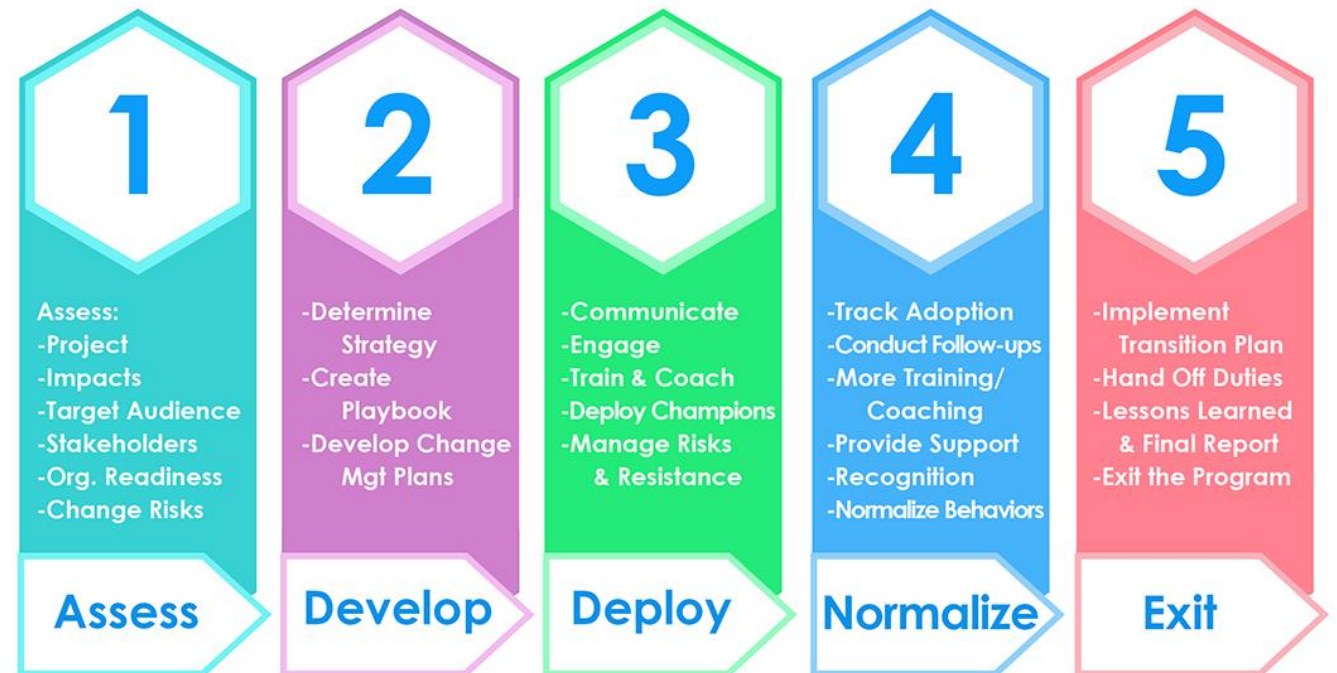 1
Assess:
-Project
-Impacts
-Target Audience
-Stakeholders
-Org. Readiness
-Change Risks
Assess
2
-Determine
Strategy
-Create
Playbook
-Develop Change
Mgt Plans
Develop
3
-Communicate
-Engage
-Train & Coach
-Deploy Champions
-Manage Risks
& Resistance
Deploy
4
-Track Adoption
-Conduct Follow-ups
-More Training/
Coaching
-Provide Support
-Recognition
-Normalize Behaviors
Normalize
5
-Implement
Transition Plan
-Hand Off Duties
-Lessons Learned
& Final Report
-Exit the Program
Exit